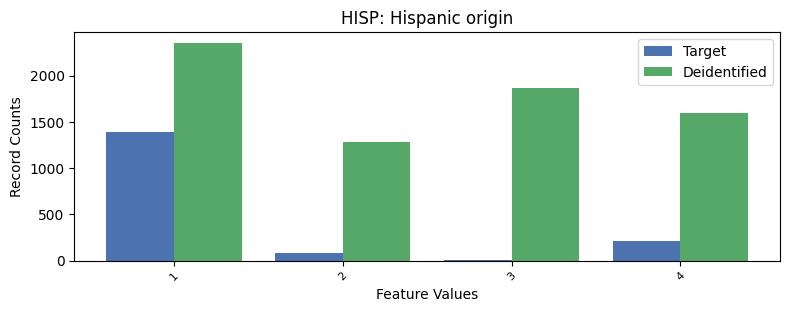 HISP: Hispanic origin
Target
Deidentified
Record Counts
2000
1500
1000
500
0
1
2
3
4
Feature Values